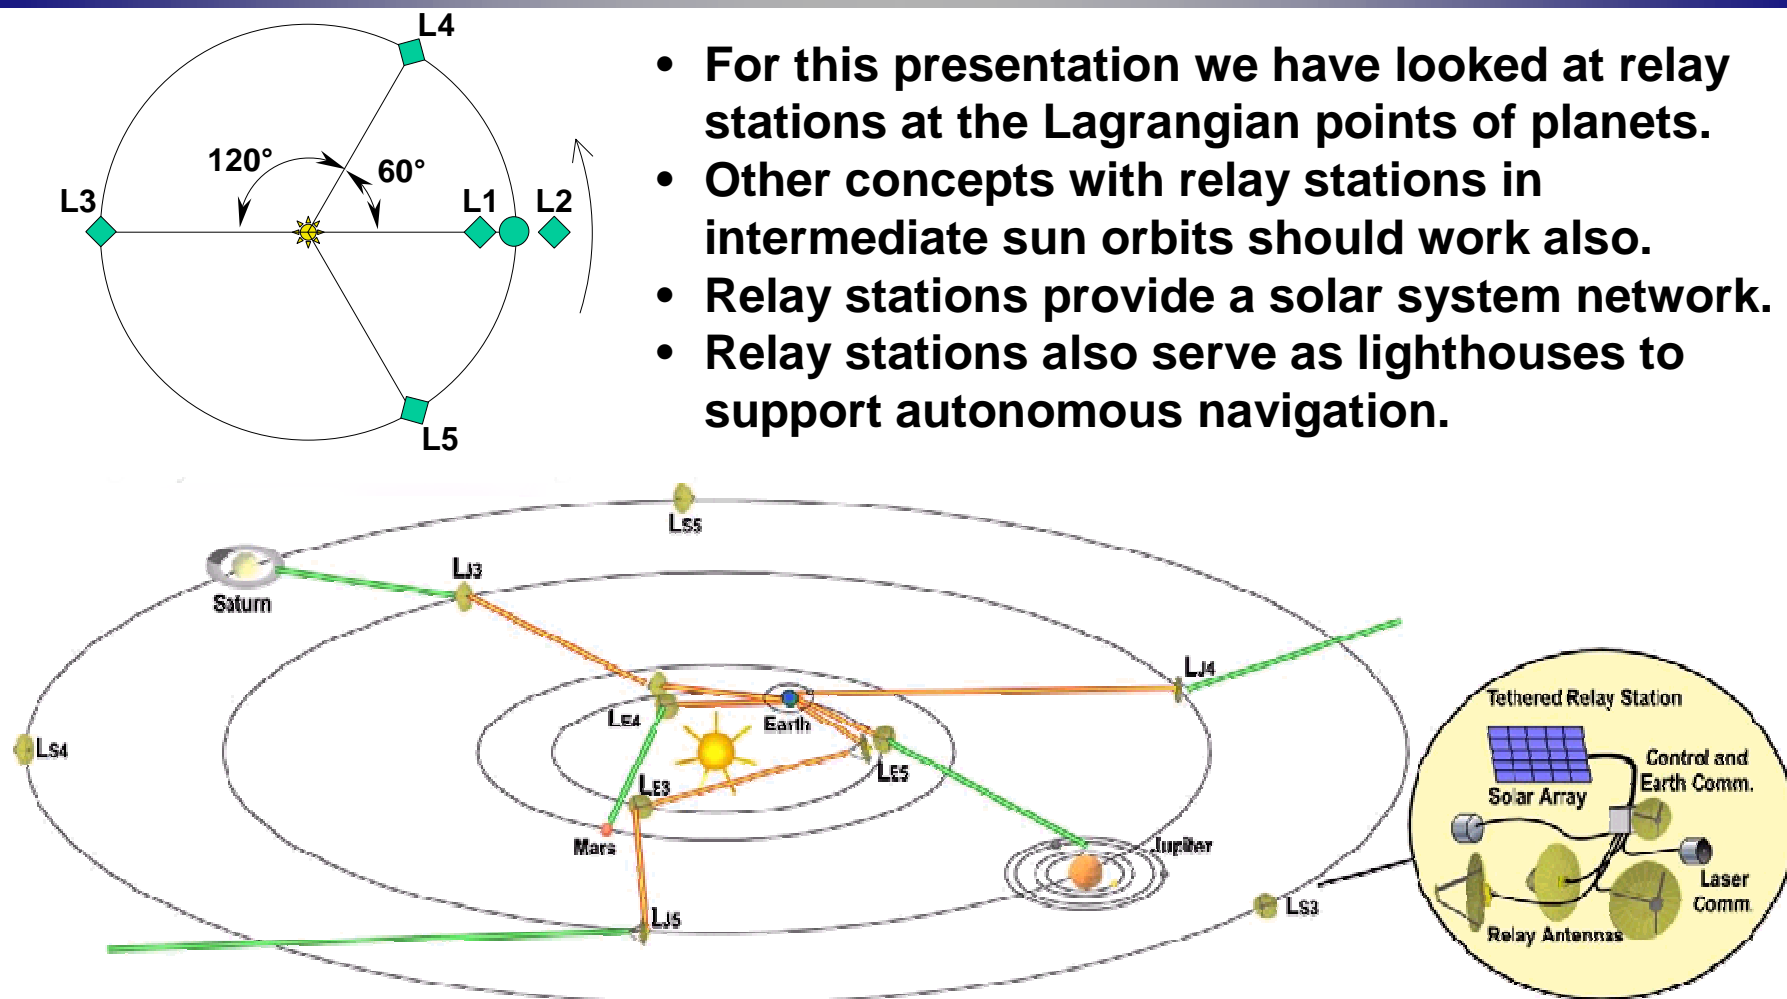 L4
120°
60°
L3
L1
L2
L5
• For this presentation we have looked at relay
stations at the Lagrangian points of planets.
• Other concepts with relay stations in
intermediate sun orbits should work also.
• Relay stations provide a solar system network.
• Relay stations also serve as lighthouses to
support autonomous navigation.
LS5
LJ3
Saturn
LJ4
LE4
Earth
LS4
LE5
LE3
Mars
Jupiter
LJ5
LS3
Tethered Relay Station
Control and
Earth Comm.
Solar Array
Laser
Comm.
Relay Antennas